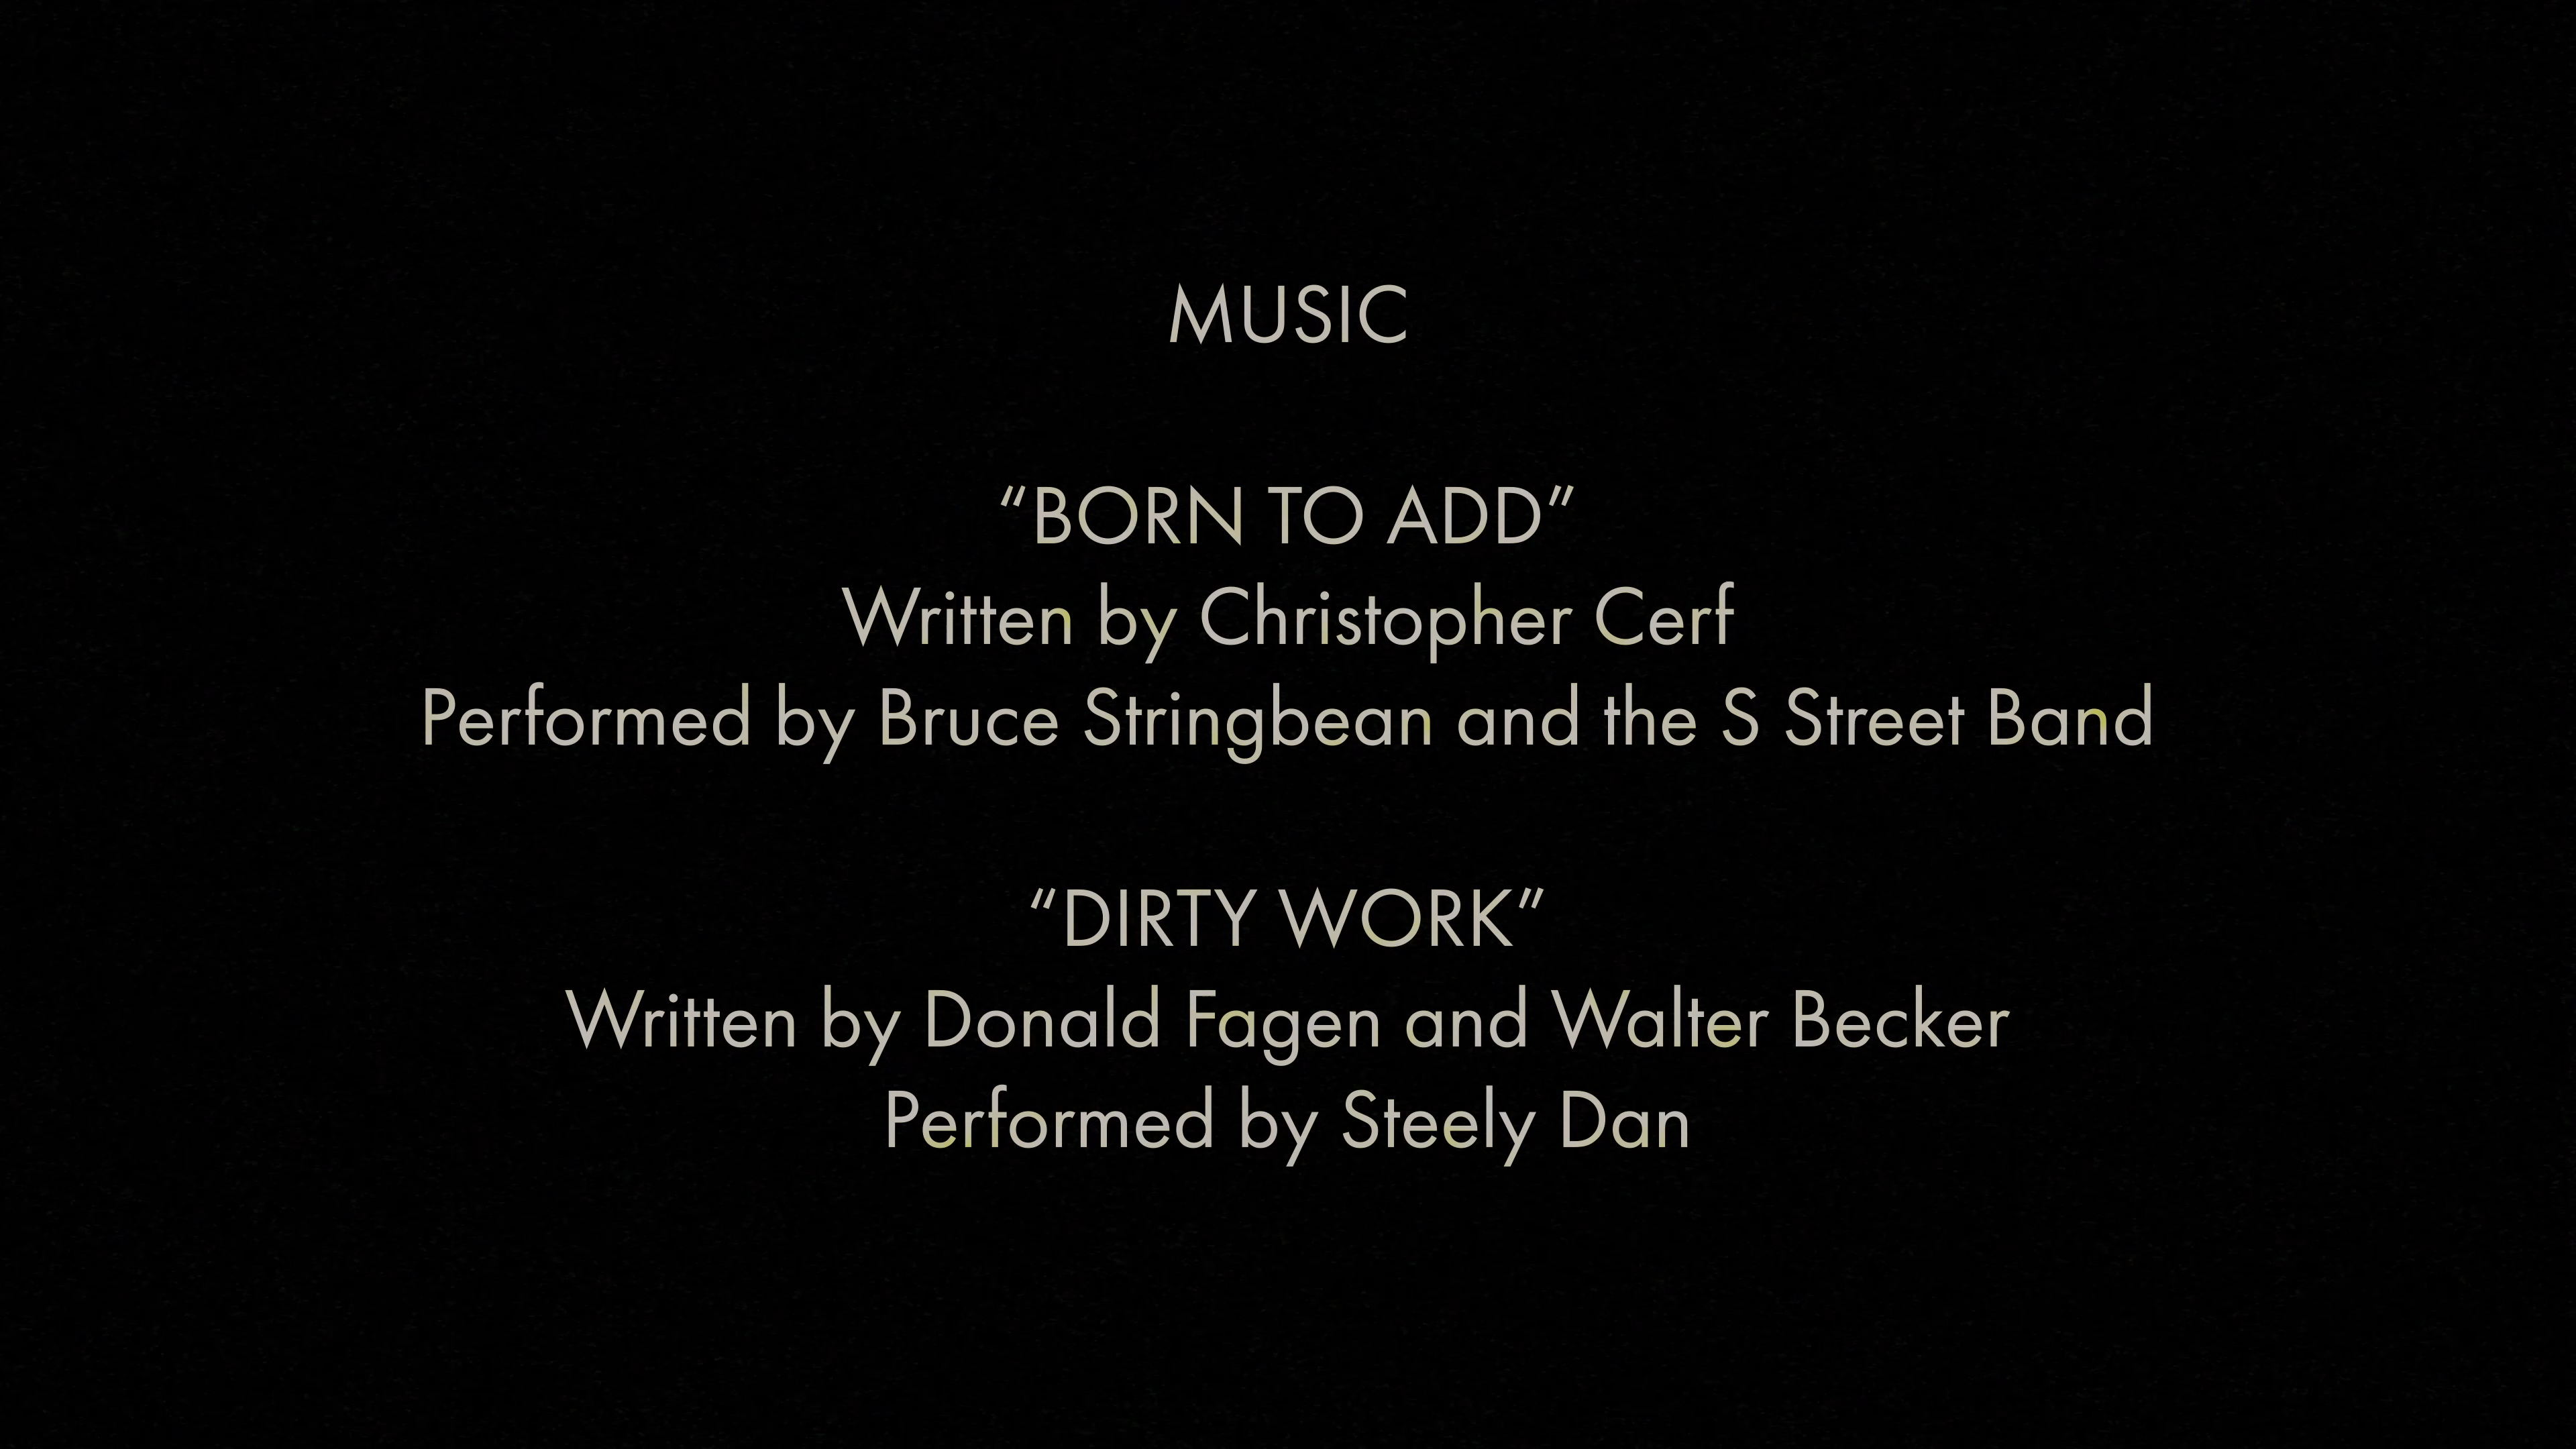 MUSIC
“BORN TO ADD”
Written by Christopher Cerf
Performed by Bruce Stringbean and the S Street Band
“DIRTY WORK”
Written by Donald Fagen and Walter Becker
Performed by Steely Dan